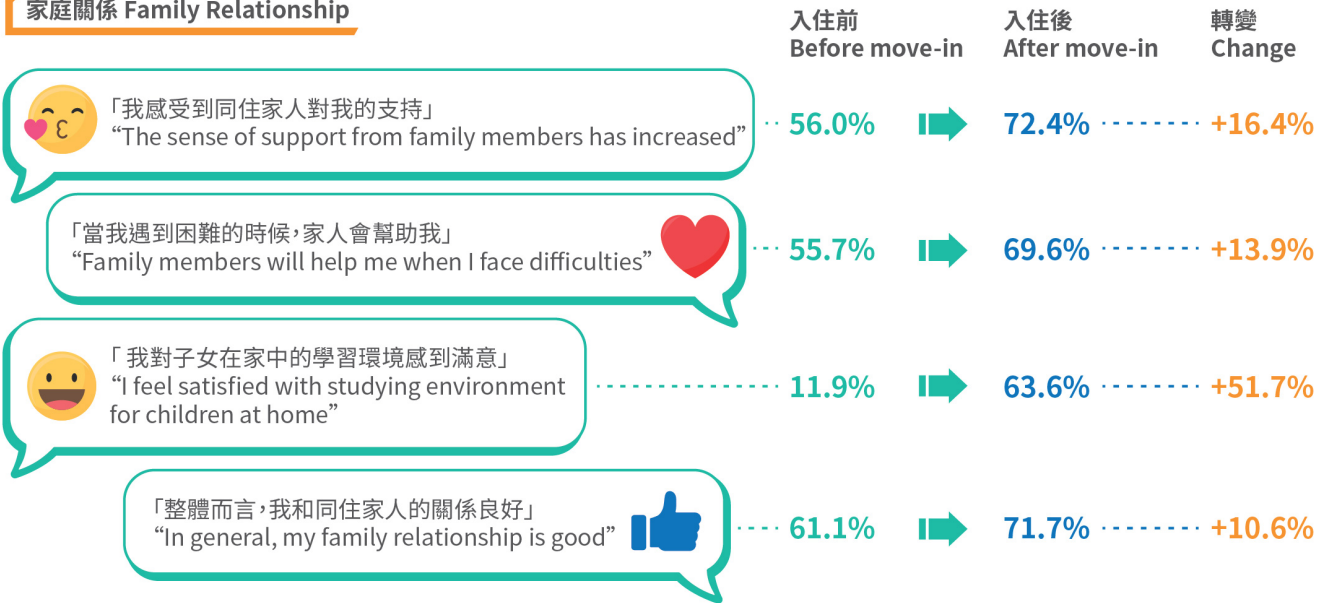 家庭關係 Family Relationship
入住前 入住後 轉變
Before move-in After move-in Change
「我感受到同住家人對我的支持」
“The sense of support from family members has increased” 56.0% 72.4% +16.4%
「當我遇到困難的時候，家人會幫助我」
“Family members will help me when I face difficulties” 55.7% 69.6% +13.9%
「我對子女在家中的學習環境感到滿意」
“I feel satisfied with studying environment 11.9% 63.6% +51.7%
for children at home”
「整體而言，我和同住家人的關係良好」
“In general, my family relationship is good” 61.1% 71.7% +10.6%